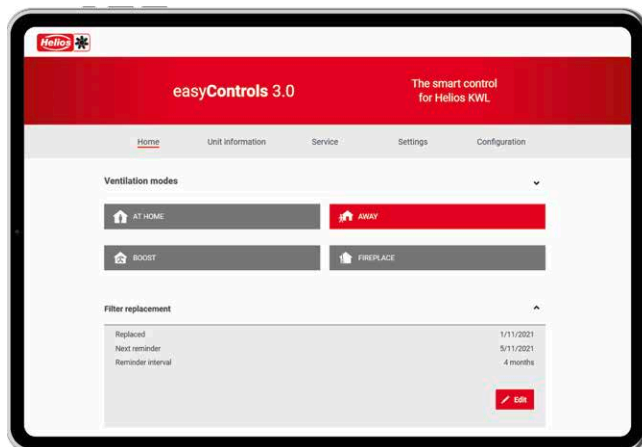 Helios
easyControls 3.0
The smart control
for Helios KWL
Home Unit information Service Settings Configuration
Ventilation modes
AT HOME AWAY
BOOST FIREPLACE
Filter replacement
Replaced 1/11/2021
Next reminder 5/11/2021
Reminder interval 4 months
Edit